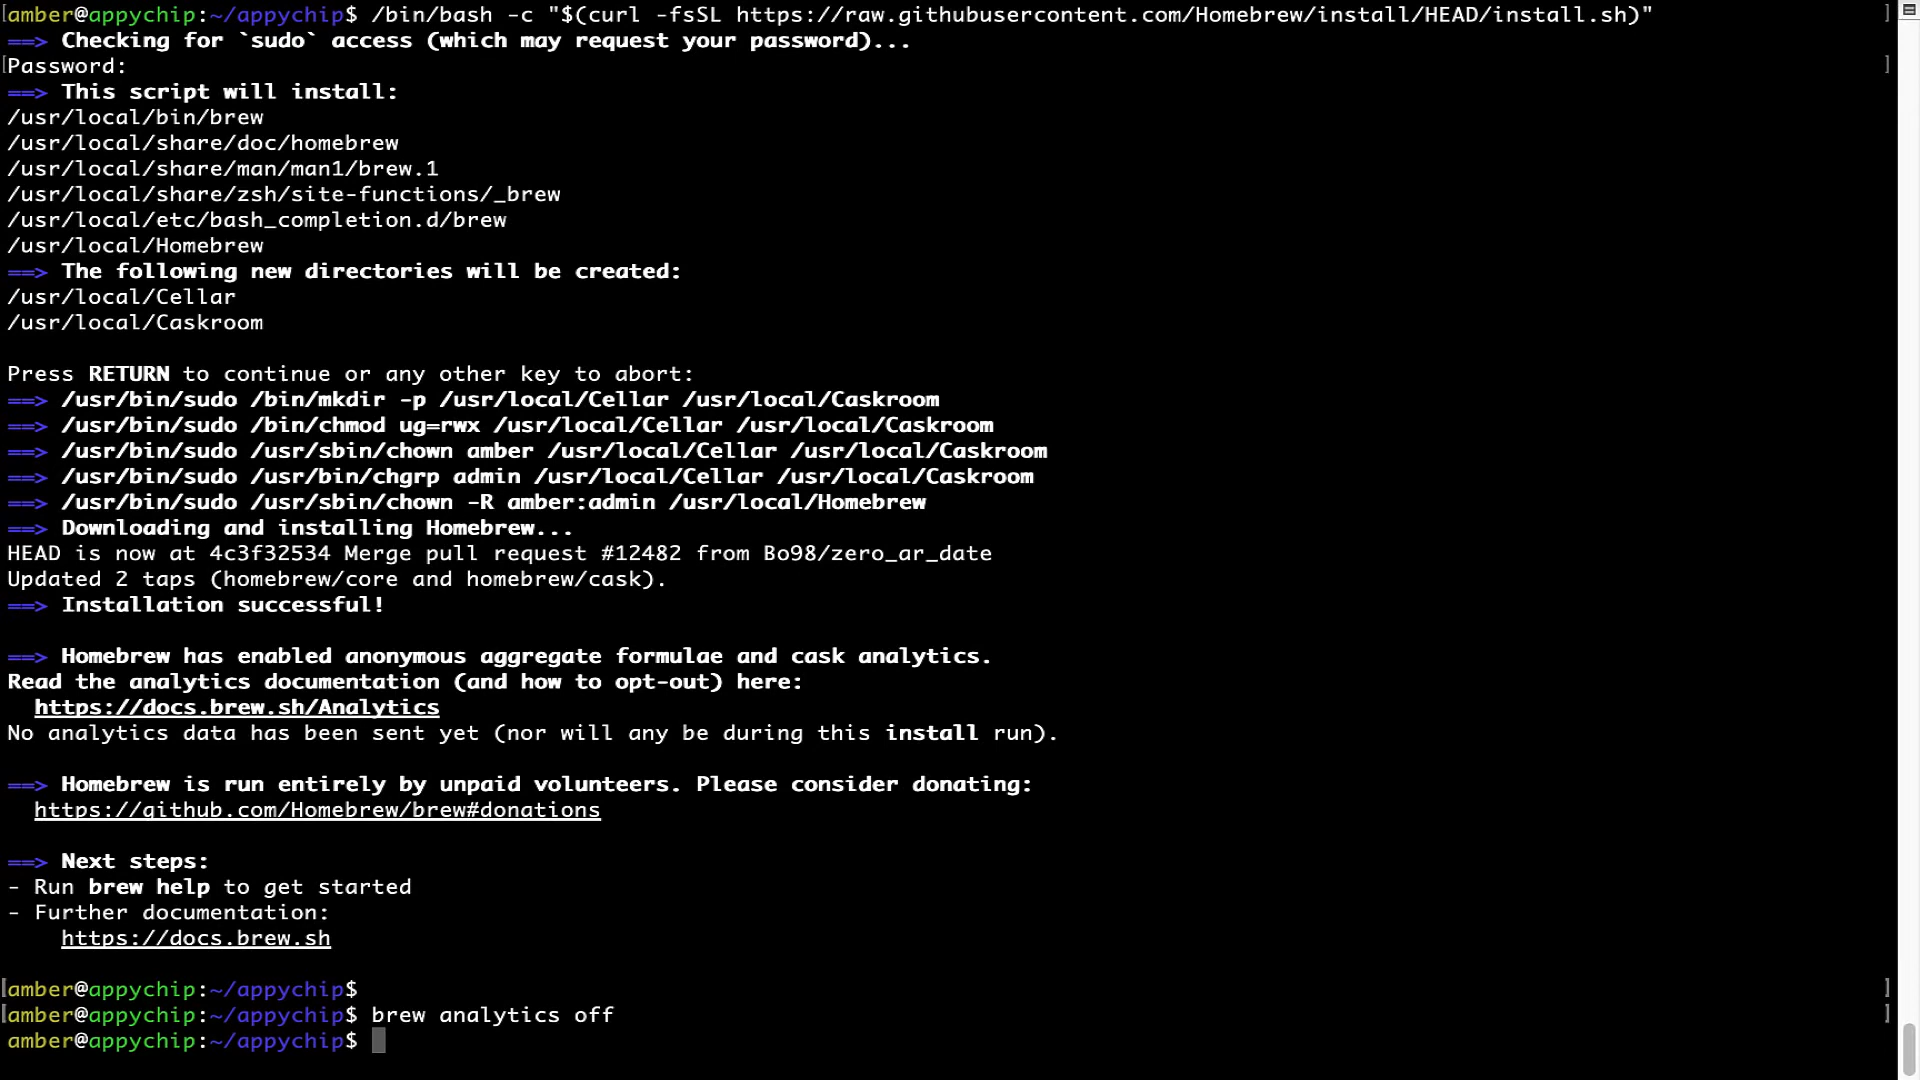 [amber@appychip:~/appychip$ /bin/bash -c "$(curl -fsSL https://raw.githubusercontent.com/Homebrew/install/HEAD/install.sh)" ]
==> Checking for `sudo` access (which may request your password)...
[Password: ]
==> This script will install:
/usr/local/bin/brew
/usr/local/share/doc/homebrew
/usr/local/share/man/man1/brew.1
/usr/local/share/zsh/site-functions/_brew
/usr/local/etc/bash_completion.d/brew
/usr/local/Homebrew
==> The following new directories will be created:
/usr/local/Cellar
/usr/local/Caskroom
Press RETURN to continue or any other key to abort:
==> /usr/bin/sudo /bin/mkdir -p /usr/local/Cellar /usr/local/Caskroom
==> /usr/bin/sudo /bin/chmod ug=rwx /usr/local/Cellar /usr/local/Caskroom
==> /usr/bin/sudo /usr/sbin/chown amber /usr/local/Cellar /usr/local/Caskroom
==> /usr/bin/sudo /usr/bin/chgrp admin /usr/local/Cellar /usr/local/Caskroom
==> /usr/bin/sudo /usr/sbin/chown -R amber:admin /usr/local/Homebrew
==> Downloading and installing Homebrew...
HEAD is now at 4c3f32534 Merge pull request #12482 from Bo98/zero_ar_date
Updated 2 taps (homebrew/core and homebrew/cask).
==> Installation successful!
==> Homebrew has enabled anonymous aggregate formulae and cask analytics.
Read the analytics documentation (and how to opt-out) here:
https://docs.brew.sh/Analytics
No analytics data has been sent yet (nor will any be during this install run).
==> Homebrew is run entirely by unpaid volunteers. Please consider donating:
https://github.com/Homebrew/brew#donations
==> Next steps:
- Run brew help to get started
- Further documentation:
https://docs.brew.sh
[amber@appychip:~/appychip$ ]
[amber@appychip:~/appychip$ brew analytics off ]
amber@appychip:~/appychip$